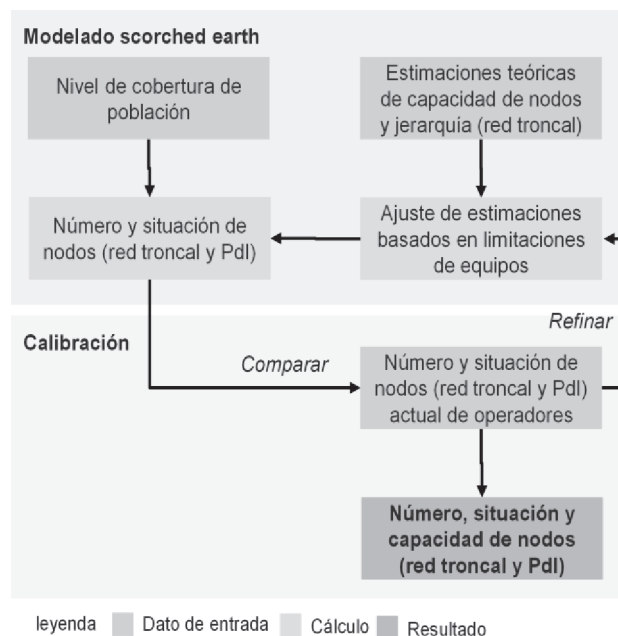 Modelado scorched earth
Nivel de cobertura de
población
Estimaciones teóricas
de capacidad de nodos
y jerarquía (red troncal)
Número y situación de
nodos (red troncal y PdI)
Ajuste de estimaciones
basados en limitaciones
de equipos
Refinar
Calibración
Comparar
Número y situación de
nodos (red troncal y PdI)
actual de operadores
Número, situación y
capacidad de nodos
(red troncal y PdI)
leyenda Dato de entrada Cálculo Resultado